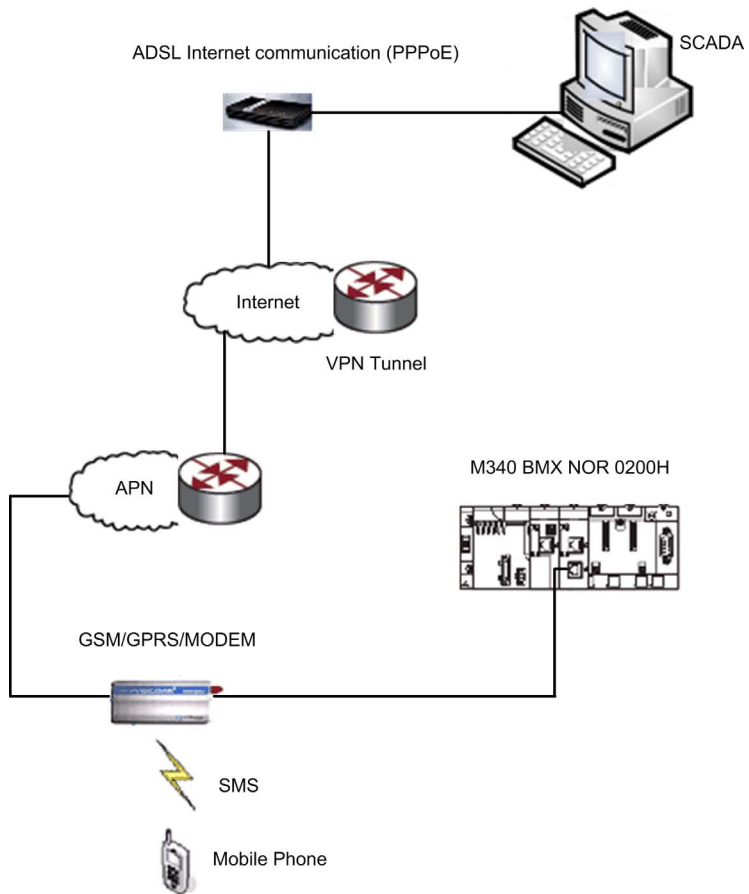 ADSL Internet communication (PPPoE)
SCADA
Internet
VPN Tunnel
APN
M340 BMX NOR 0200H
GSM/GPRS/MODEM
SMS
Mobile Phone